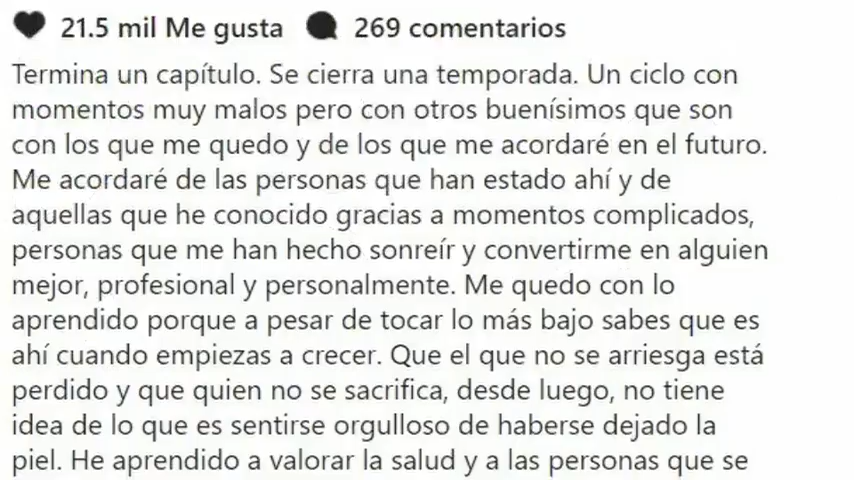 21.5 mil Me gusta 269 comentarios
Termina un capítulo. Se cierra una temporada. Un ciclo con
momentos muy malos pero con otros buenísimos que son
con los que me quedo y de los que me acordaré en el futuro.
Me acordaré de las personas que han estado ahí y de
aquellas que he conocido gracias a momentos complicados,
personas que me han hecho sonreír y convertirme en alguien
mejor, profesional y personalmente. Me quedo con lo
aprendido porque a pesar de tocar lo más bajo sabes que es
ahí cuando empiezas a crecer. Que el que no se arriesga está
perdido y que quien no se sacrifica, desde luego, no tiene
idea de lo que es sentirse orgulloso de haberse dejado la
piel. He aprendido a valorar la salud y a las personas que se